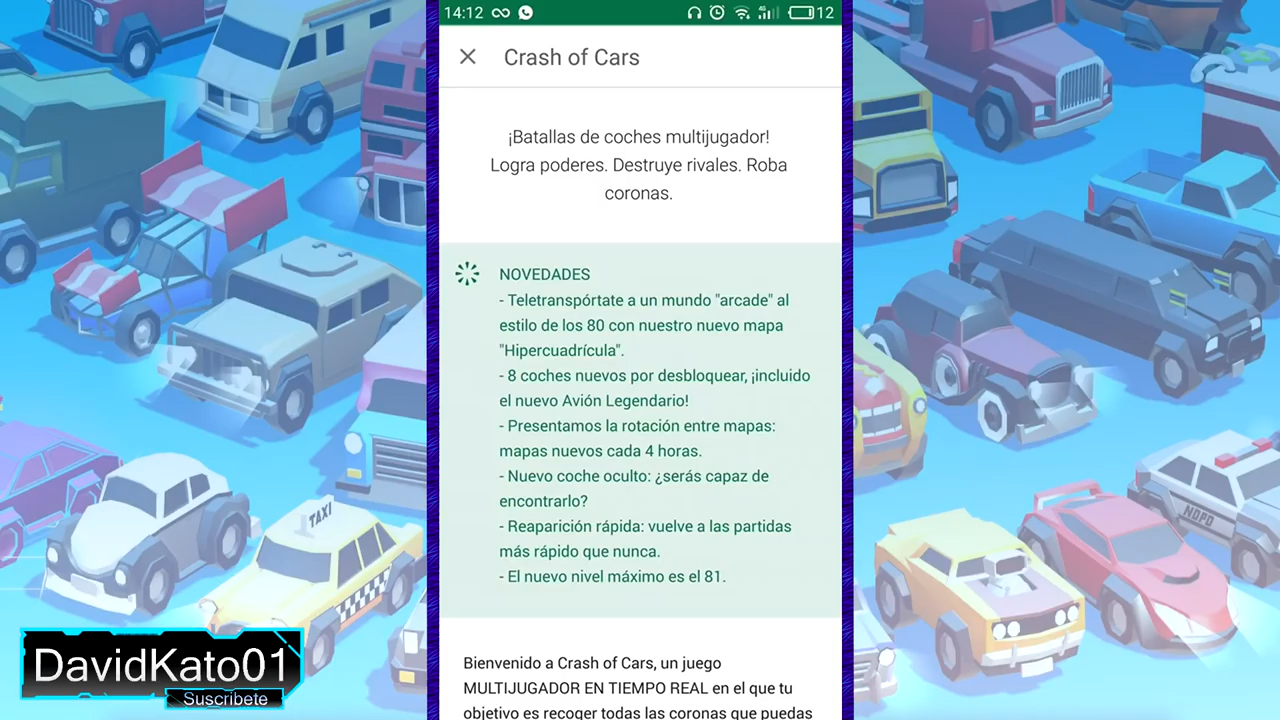 14:12
4G
12
Crash of Cars
¡Batallas de coches multijugador!
Logra poderes. Destruye rivales. Roba
coronas.
NOVEDADES
- Teletranspórtate a un mundo "arcade" al
estilo de los 80 con nuestro nuevo mapa
"Hipercuadrícula".
- 8 coches nuevos por desbloquear, ¡incluido
el nuevo Avión Legendario!
- Presentamos la rotación entre mapas:
mapas nuevos cada 4 horas.
- Nuevo coche oculto: ¿serás capaz de
encontrarlo?
- Reaparición rápida: vuelve a las partidas
más rápido que nunca.
- El nuevo nivel máximo es el 81.
Bienvenido a Crash of Cars, un juego
MULTIJUGADOR EN TIEMPO REAL en el que tu
objetivo es recoger todas las coronas que puedas
TAXI
NDPD
DavidKato01
Suscribete